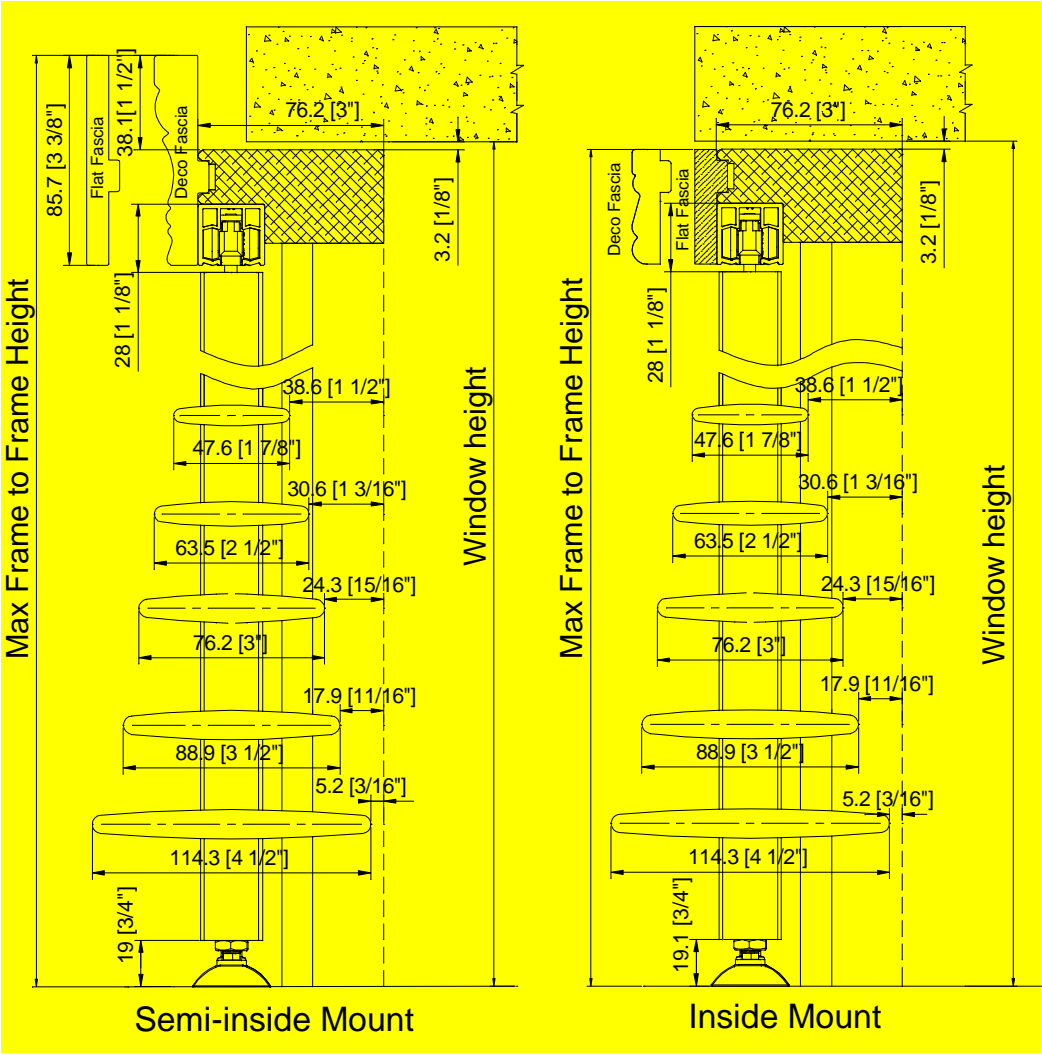 Max Frame to Frame Height
85.7 [3 3/8"]
Flat Fascia
38.1[1 1/2"]
Deco Fascia
76.2 [3"]
3.2 [1/8"]
28 [1 1/8"]
38.6 [1 1/2"]
47.6 [1 7/8"]
30.6 [1 3/16"]
63.5 [2 1/2"]
24.3 [15/16"]
76.2 [3"]
17.9 [11/16"]
88.9 [3 1/2"]
5.2 [3/16"]
114.3 [4 1/2"]
19 [3/4"]
Window height
Semi-inside Mount
Max Frame to Frame Height
Deco Fascia
Flat Fascia
76.2 [3"]
3.2 [1/8"]
28 [1 1/8"]
38.6 [1 1/2"]
47.6 [1 7/8"]
30.6 [1 3/16"]
63.5 [2 1/2"]
24.3 [15/16"]
76.2 [3"]
17.9 [11/16"]
88.9 [3 1/2"]
5.2 [3/16"]
114.3 [4 1/2"]
19.1 [3/4"]
Window height
Inside Mount